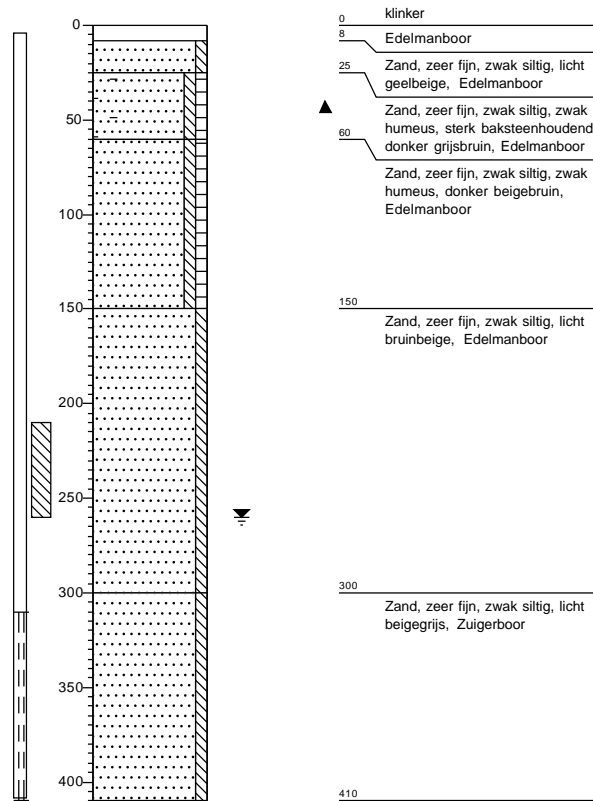 0
50
100
150
200
250
300
350
400
0
klinker
8
Edelmanboor
25
Zand, zeer fijn, zwak siltig, licht
geelbeige, Edelmanboor
Zand, zeer fijn, zwak siltig, zwak
humeus, sterk baksteenhoudend
donker grijsbruin, Edelmanboor
60
Zand, zeer fijn, zwak siltig, zwak
humeus, donker beigebruin,
Edelmanboor
150
Zand, zeer fijn, zwak siltig, licht
bruinbeige, Edelmanboor
300
Zand, zeer fijn, zwak siltig, licht
beigegrijs, Zuigerboor
410